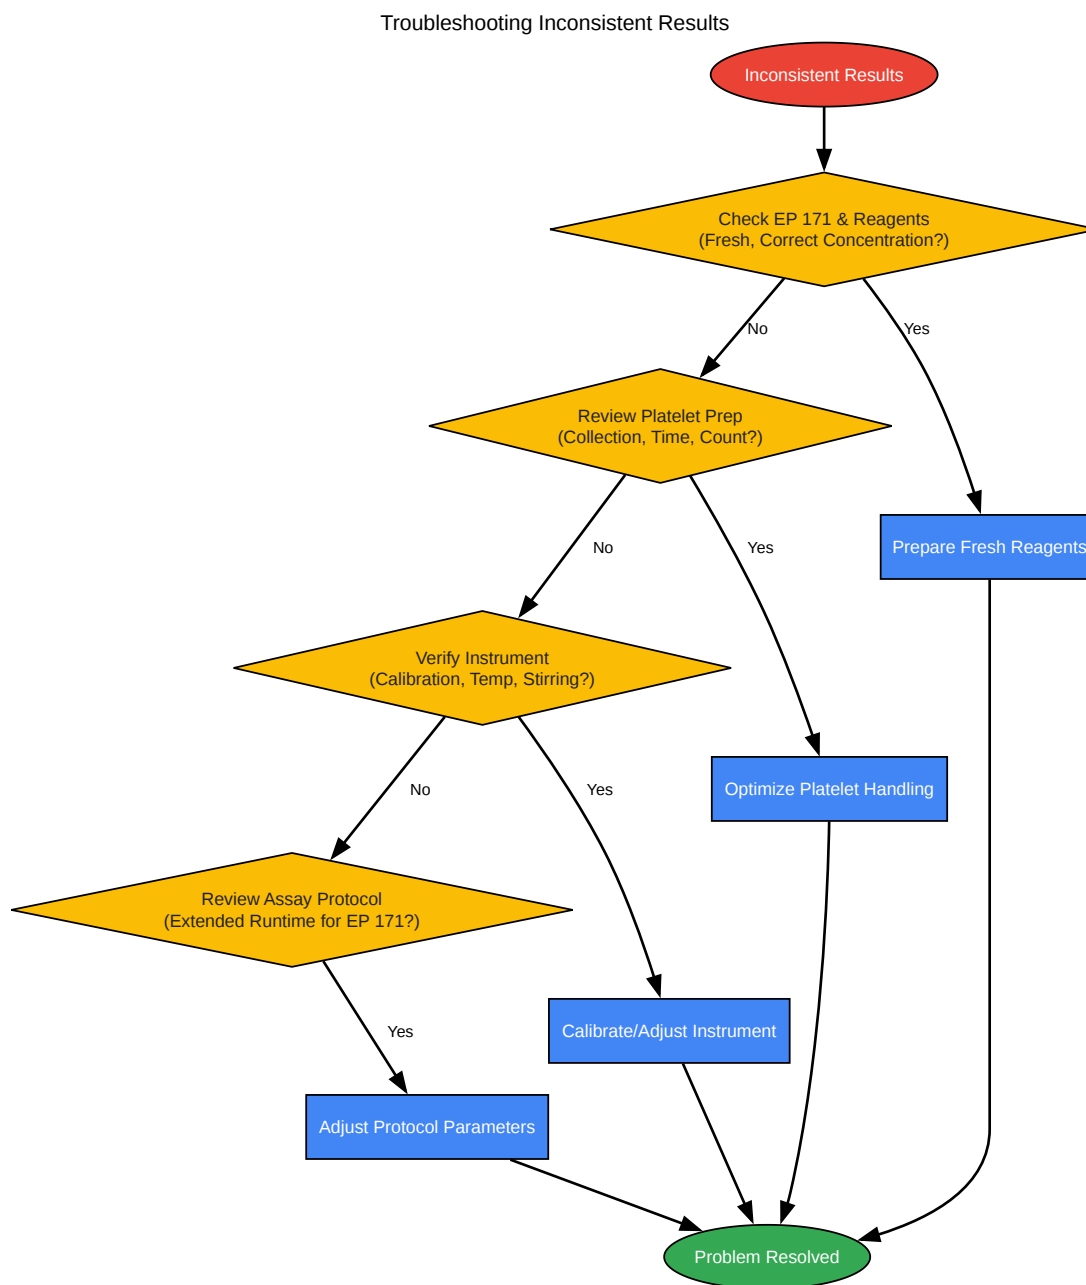 Troubleshooting Inconsistent Results
Inconsistent Results
Check EP 171 & Reagents
(Fresh, Correct Concentration?)
No
Yes
Review Platelet Prep
(Collection, Time, Count?)
No
Yes
Prepare Fresh Reagents
Verify Instrument
(Calibration, Temp, Stirring?)
No
Yes
Optimize Platelet Handling
Review Assay Protocol
(Extended Runtime for EP 171?)
Yes
Calibrate/Adjust Instrument
Adjust Protocol Parameters
Problem Resolved